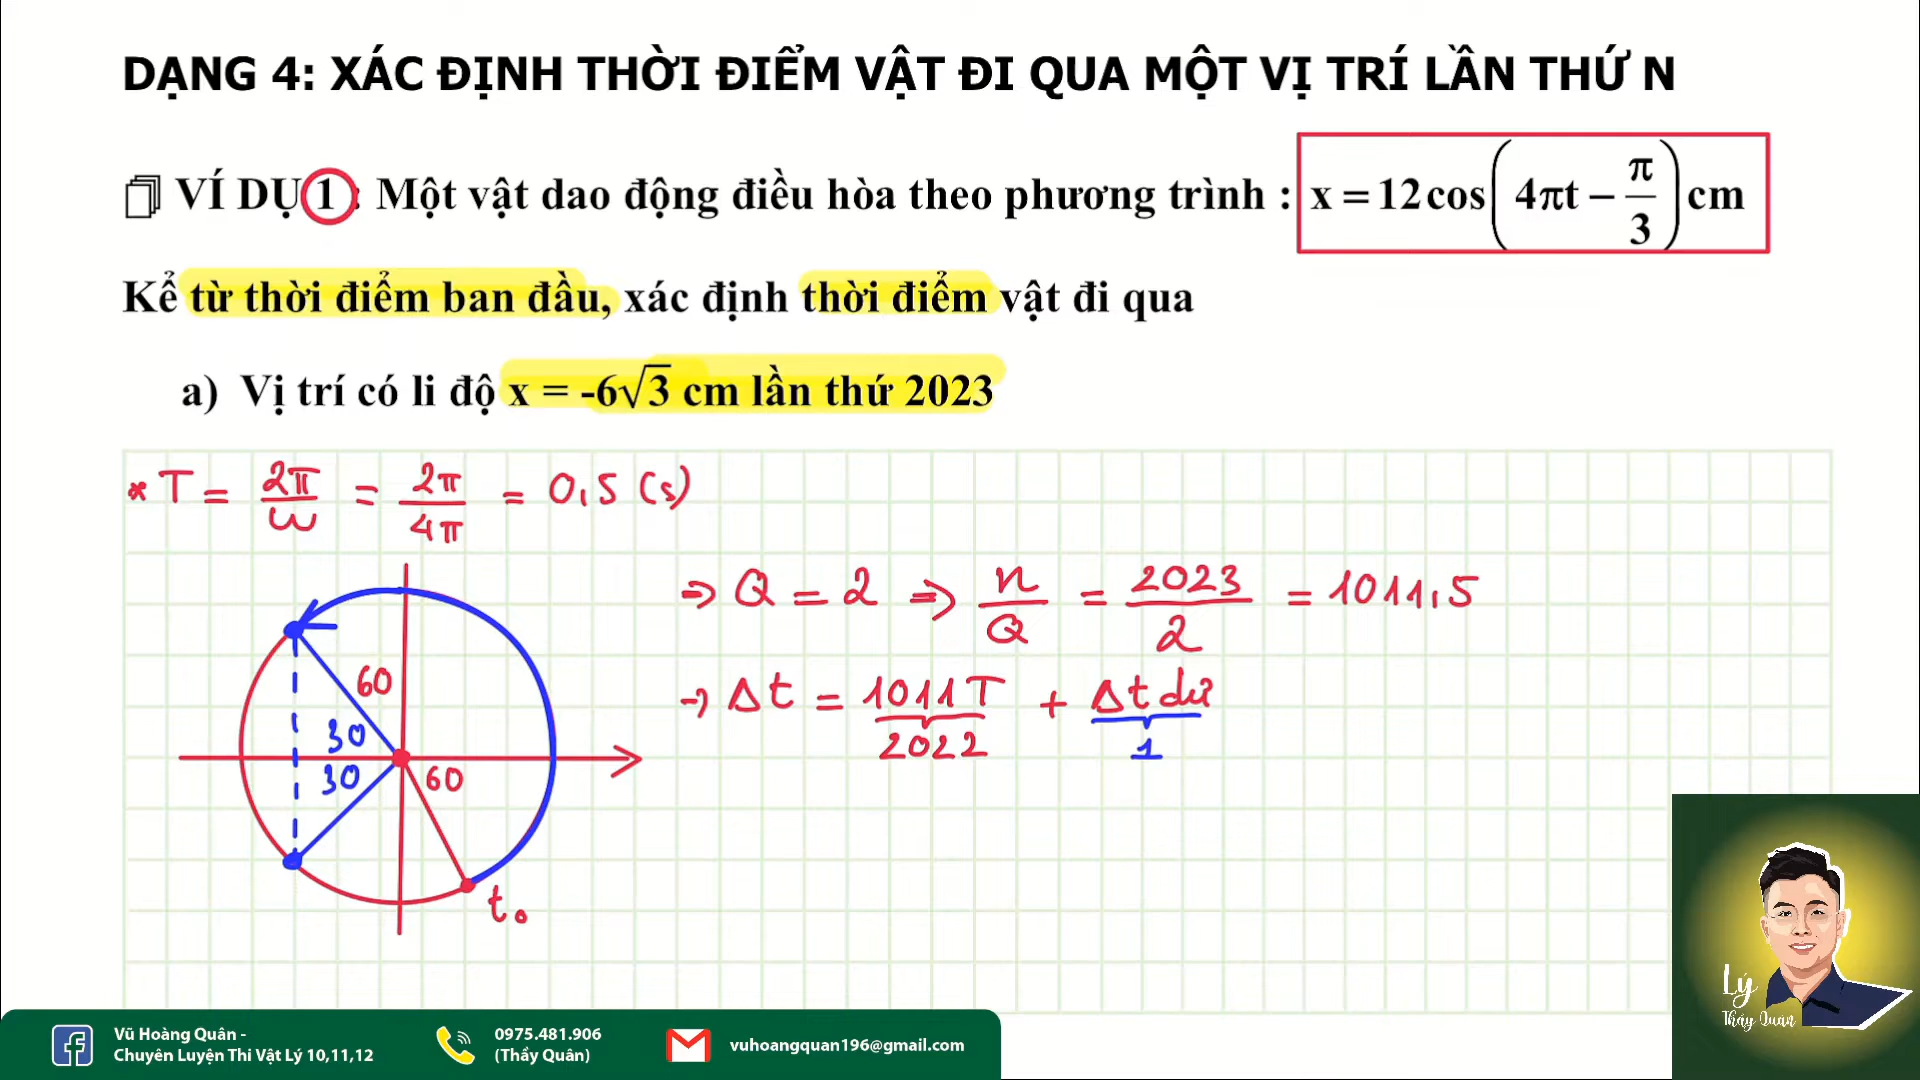 DẠNG 4: XÁC ĐỊNH THỜI ĐIỂM VẬT ĐI QUA MỘT VỊ TRÍ LẦN THỨ N
VÍ DỤ 1 : Một vật dao động điều hòa theo phương trình : x = 12cos(4πt − π/3) cm
Kể từ thời điểm ban đầu, xác định thời điểm vật đi qua
a) Vị trí có li độ x = -6√3 cm lần thứ 2023
* T = 2π/ω = 2π/4π = 0,5 (s)
⇒ Q = 2 ⇒ n/Q = 2023/2 = 1011,5
→ Δt = 1011T + Δt dư
2022 1
60
30
30
60
t₀
Lý
Thầy Quân
Vũ Hoàng Quân -
Chuyên Luyện Thi Vật Lý 10,11,12
0975.481.906
(Thầy Quân)
vuhoangquan196@gmail.com